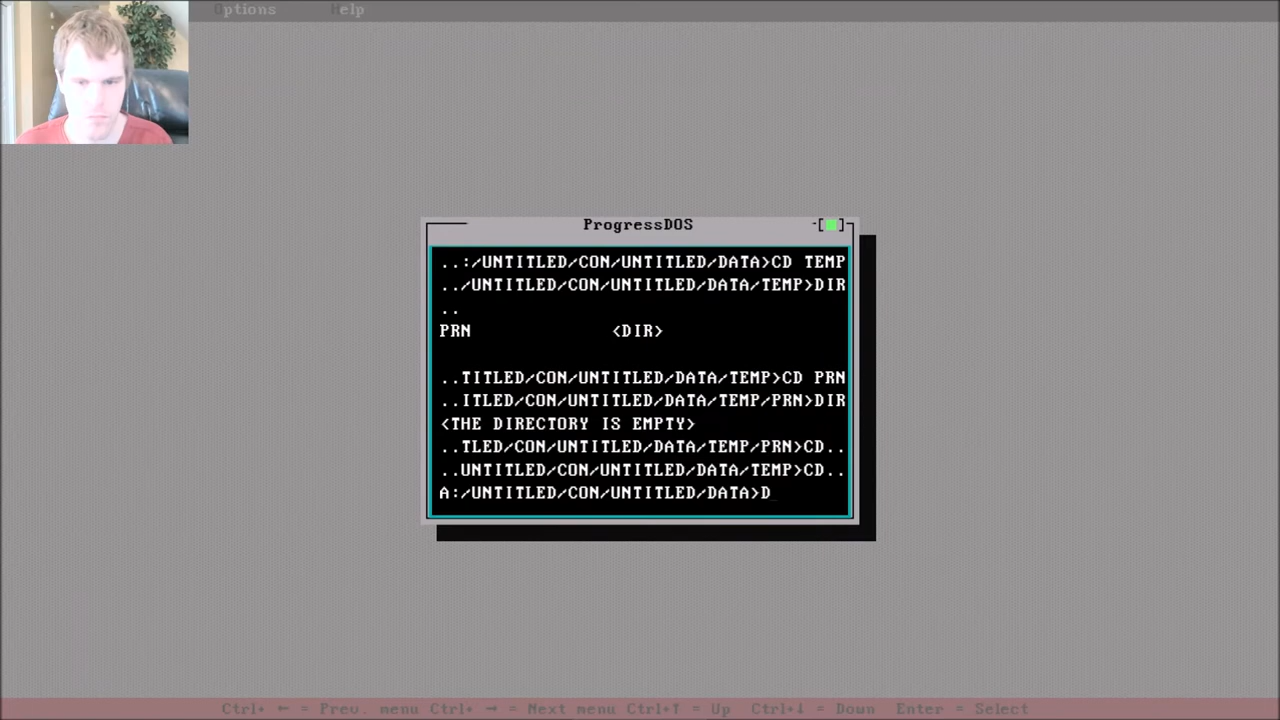 Options Help
ProgressDOS
..:/UNTITLED/CON/UNTITLED/DATA>CD TEMP
../UNTITLED/CON/UNTITLED/DATA/TEMP>DIR
..
PRN <DIR>
..TITLED/CON/UNTITLED/DATA/TEMP>CD PRN
..ITLED/CON/UNTITLED/DATA/TEMP/PRN>DIR
<THE DIRECTORY IS EMPTY>
..TLED/CON/UNTITLED/DATA/TEMP/PRN>CD..
..UNTITLED/CON/UNTITLED/DATA/TEMP>CD..
A:/UNTITLED/CON/UNTITLED/DATA>D_
Ctrl+ ← = Prev. menu Ctrl+ → = Next menu Ctrl+↑ = Up Ctrl+↓ = Down Enter = Select